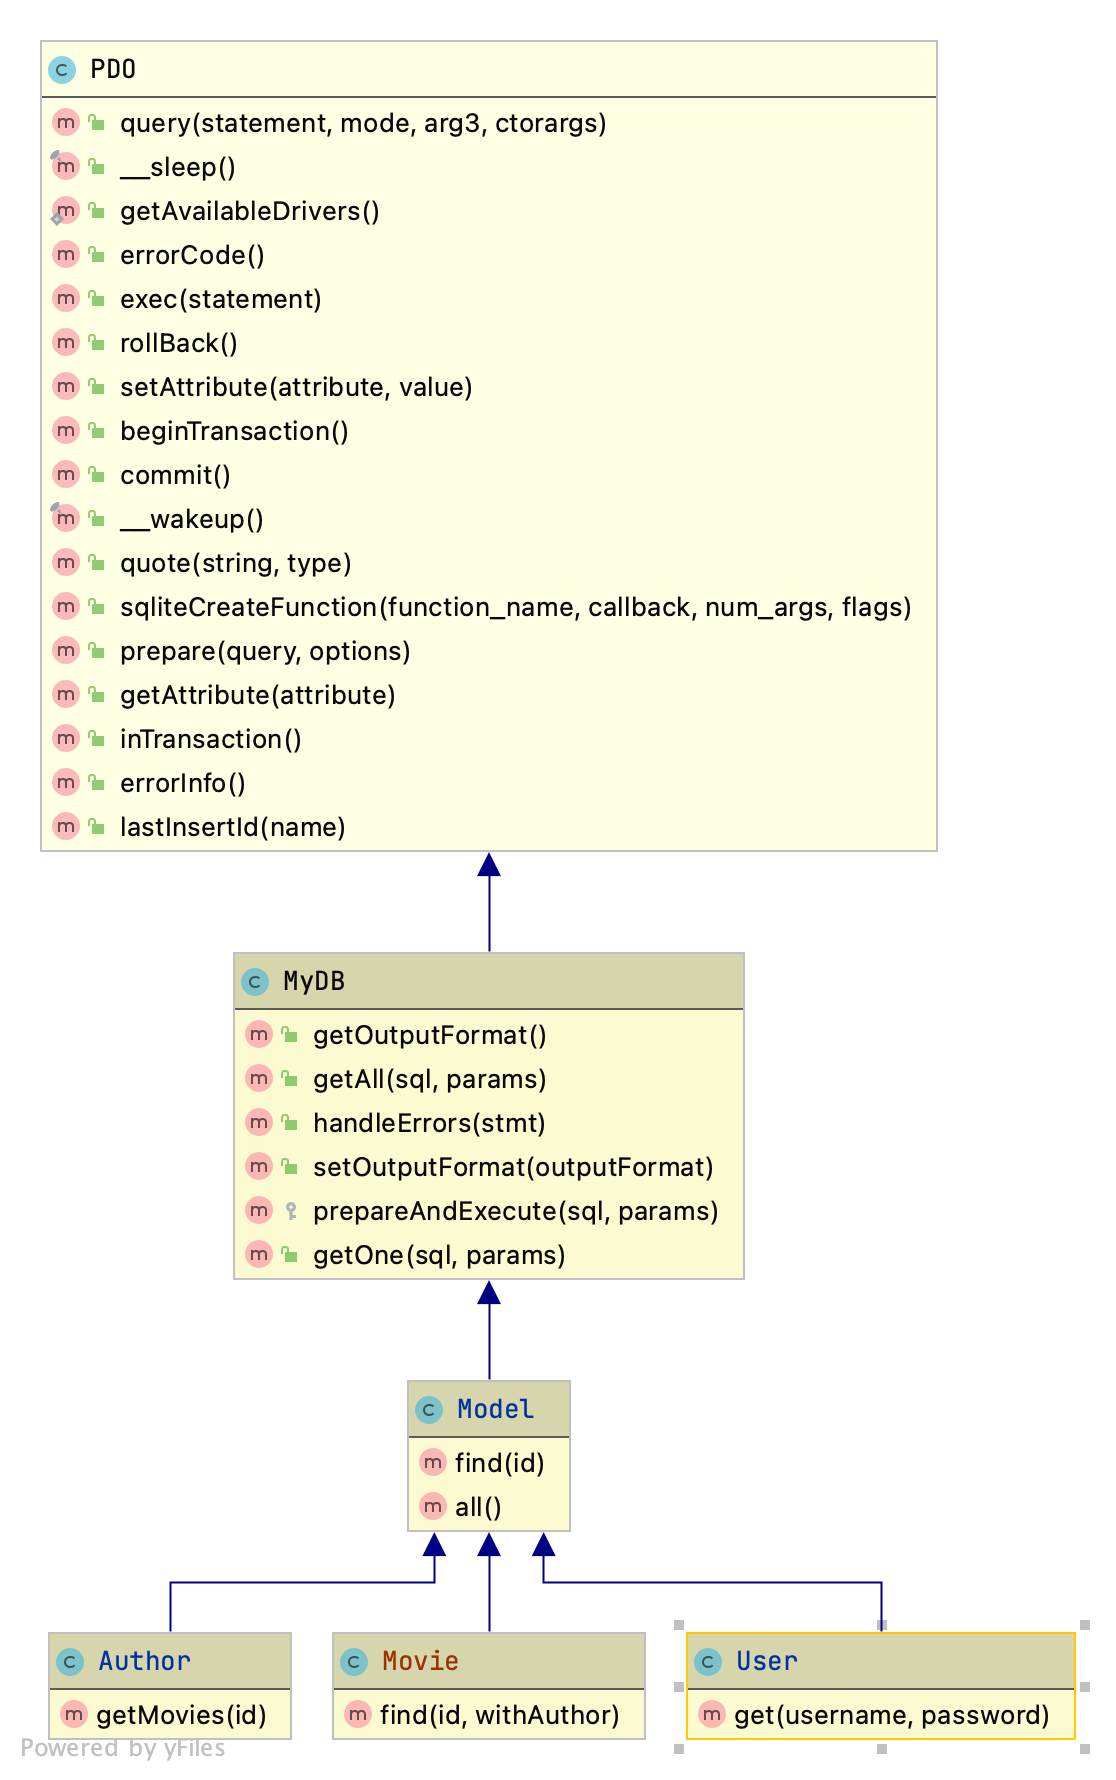 PDO
query(statement, mode, arg3, ctorargs)
__sleep()
getAvailableDrivers()
errorCode()
exec(statement)
rollBack()
setAttribute(attribute, value)
beginTransaction()
commit()
__wakeup()
quote(string, type)
sqliteCreateFunction(function_name, callback, num_args, flags)
prepare(query, options)
getAttribute(attribute)
inTransaction()
errorInfo()
lastInsertId(name)
MyDB
getOutputFormat()
getAll(sql, params)
handleErrors(stmt)
setOutputFormat(outputFormat)
prepareAndExecute(sql, params)
getOne(sql, params)
Model
find(id)
all()
Author
getMovies(id)
Movie
find(id, withAuthor)
User
get(username, password)
Powered by yFiles